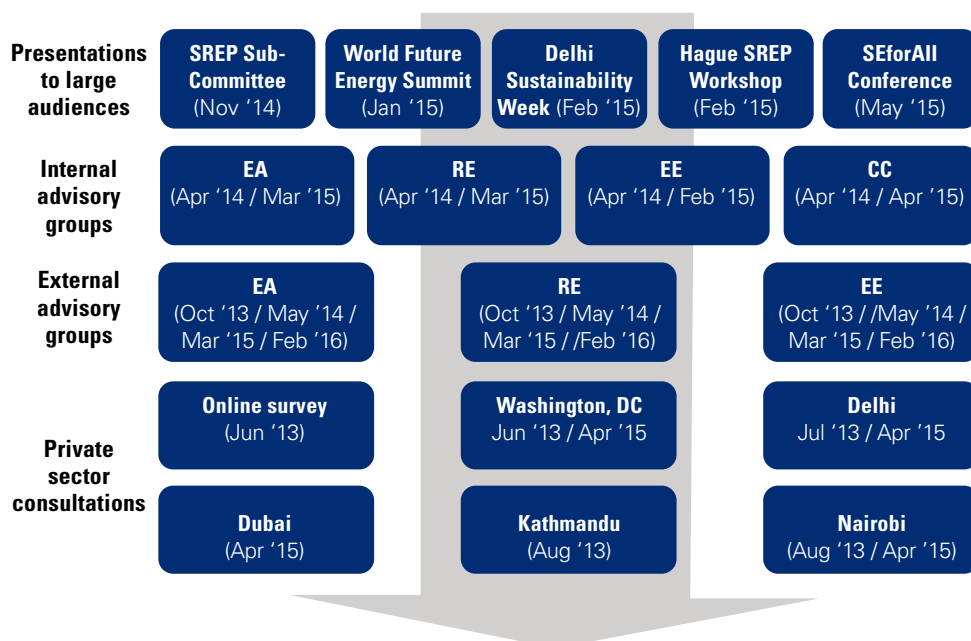 Presentations
to large
audiences
SREP Sub-
Committee
(Nov ‘14)
World Future
Energy Summit
(Jan ‘15)
Delhi
Sustainability
Week (Feb ‘15)
Hague SREP
Workshop
(Feb ‘15)
SEforAll
Conference
(May ‘15)
Internal
advisory
groups
EA
(Apr ‘14 / Mar ’15)
RE
(Apr ‘14 / Mar ’15)
EE
(Apr ‘14 / Feb ’15)
CC
(Apr ‘14 / Apr ’15)
External
advisory
groups
EA
(Oct ‘13 / May ’14 /
Mar ’15 / Feb ’16)
RE
(Oct ‘13 / May ’14 /
Mar ’15 / /Feb ’16)
EE
(Oct ‘13 / /May ’14 /
Mar ’15 / Feb ’16)
Private
sector
consultations
Online survey
(Jun ‘13)
Washington, DC
Jun ‘13 / Apr ’15
Delhi
Jul ‘13 / Apr ’15
Dubai
(Apr ‘15)
Kathmandu
(Aug ‘13)
Nairobi
(Aug ‘13 / Apr ’15)